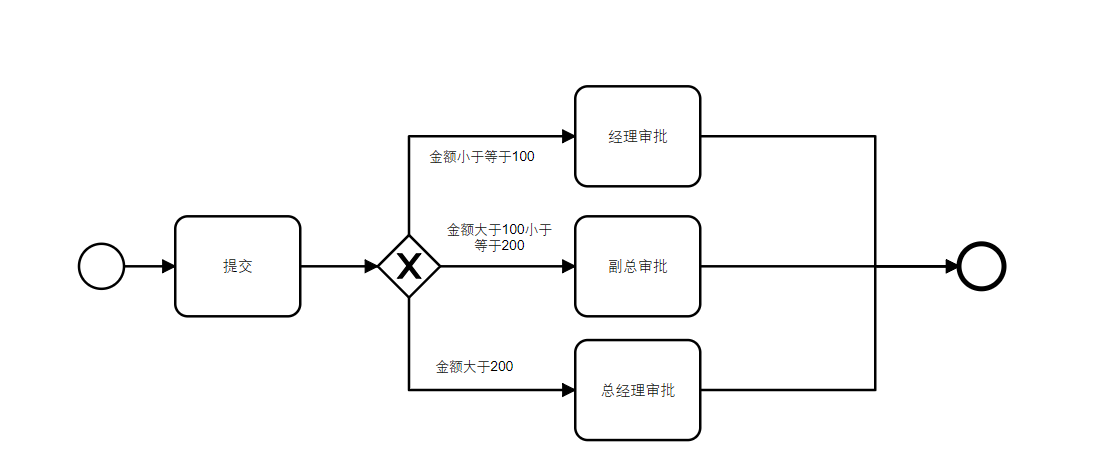 经理审批
金额小于等于100
金额大于100小于
等于200
提交
副总审批
金额大于200
总经理审批